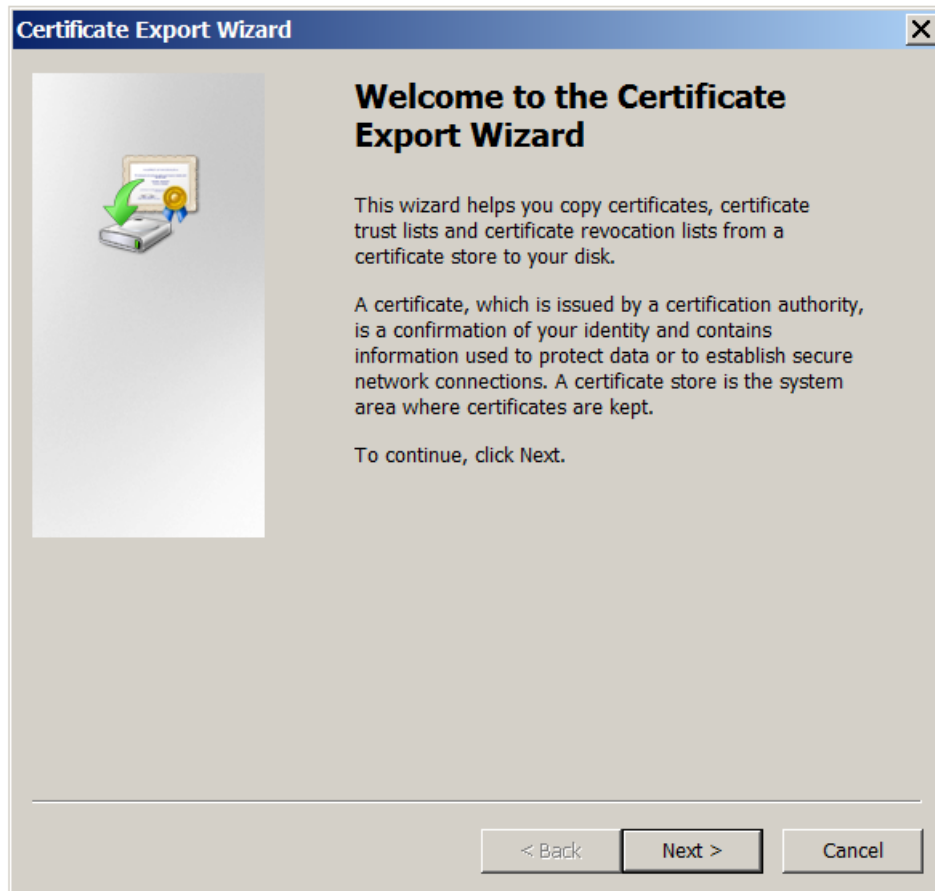 Certificate Export Wizard
Welcome to the Certificate
Export Wizard
This wizard helps you copy certificates, certificate
trust lists and certificate revocation lists from a
certificate store to your disk.
A certificate, which is issued by a certification authority,
is a confirmation of your identity and contains
information used to protect data or to establish secure
network connections. A certificate store is the system
area where certificates are kept.
To continue, click Next.
< Back
Next >
Cancel